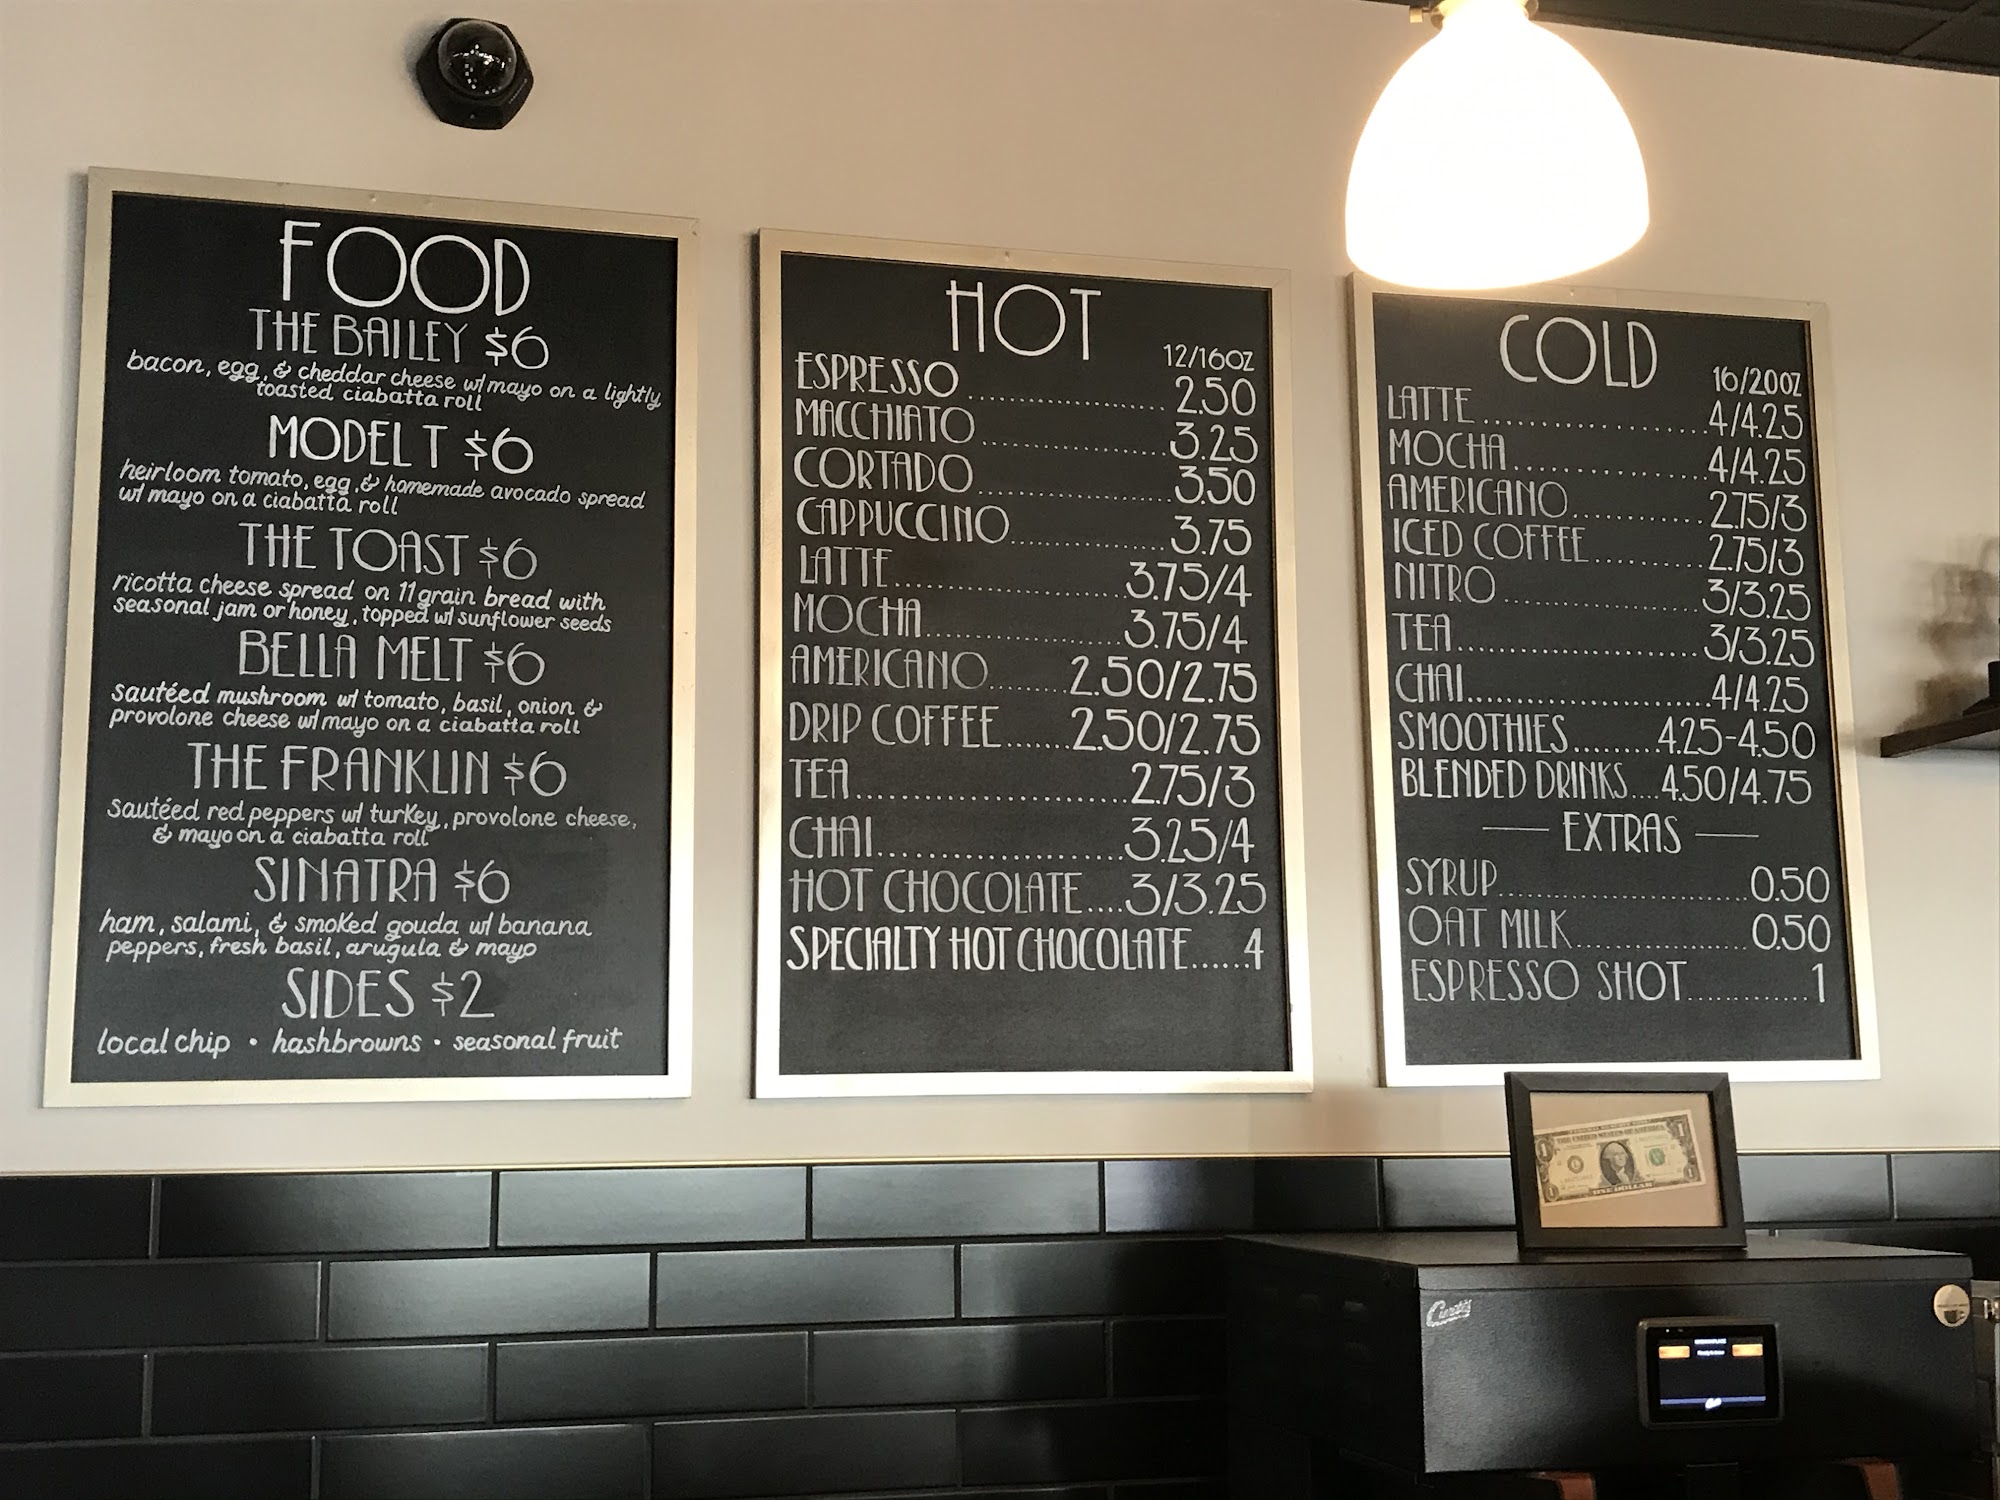 FOOD
THE BAILEY $6
bacon, egg, & cheddar cheese w/ mayo on a lightly
toasted ciabatta roll
MODEL T $6
heirloom tomato, egg, & homemade avocado spread
w/ mayo on a ciabatta roll
THE TOAST $6
ricotta cheese spread on 11 grain bread with
seasonal jam or honey, topped w/ sunflower seeds
BELLA MELT $6
sautéed mushroom w/ tomato, basil, onion &
provolone cheese w/ mayo on a ciabatta roll
THE FRANKLIN $6
sautéed red peppers w/ turkey, provolone cheese,
& mayo on a ciabatta roll
SINATRA $6
ham, salami, & smoked gouda w/ banana
peppers, fresh basil, arugula & mayo
SIDES $2
local chip • hashbrowns • seasonal fruit
HOT
12/16OZ
ESPRESSO 2.50
MACCHIATO 3.25
CORTADO 3.50
CAPPUCCINO 3.75
LATTE 3.75/4
MOCHA 3.75/4
AMERICANO 2.50/2.75
DRIP COFFEE 2.50/2.75
TEA 2.75/3
CHAI 3.25/4
HOT CHOCOLATE 3/3.25
SPECIALTY HOT CHOCOLATE 4
COLD
16/20OZ
LATTE 4/4.25
MOCHA 4/4.25
AMERICANO 2.75/3
ICED COFFEE 2.75/3
NITRO 3/3.25
TEA 3/3.25
CHAI 4/4.25
SMOOTHIES 4.25-4.50
BLENDED DRINKS 4.50/4.75
EXTRAS
SYRUP 0.50
OAT MILK 0.50
ESPRESSO SHOT 1
THE UNITED STATES OF AMERICA
ONE DOLLAR
Curtis